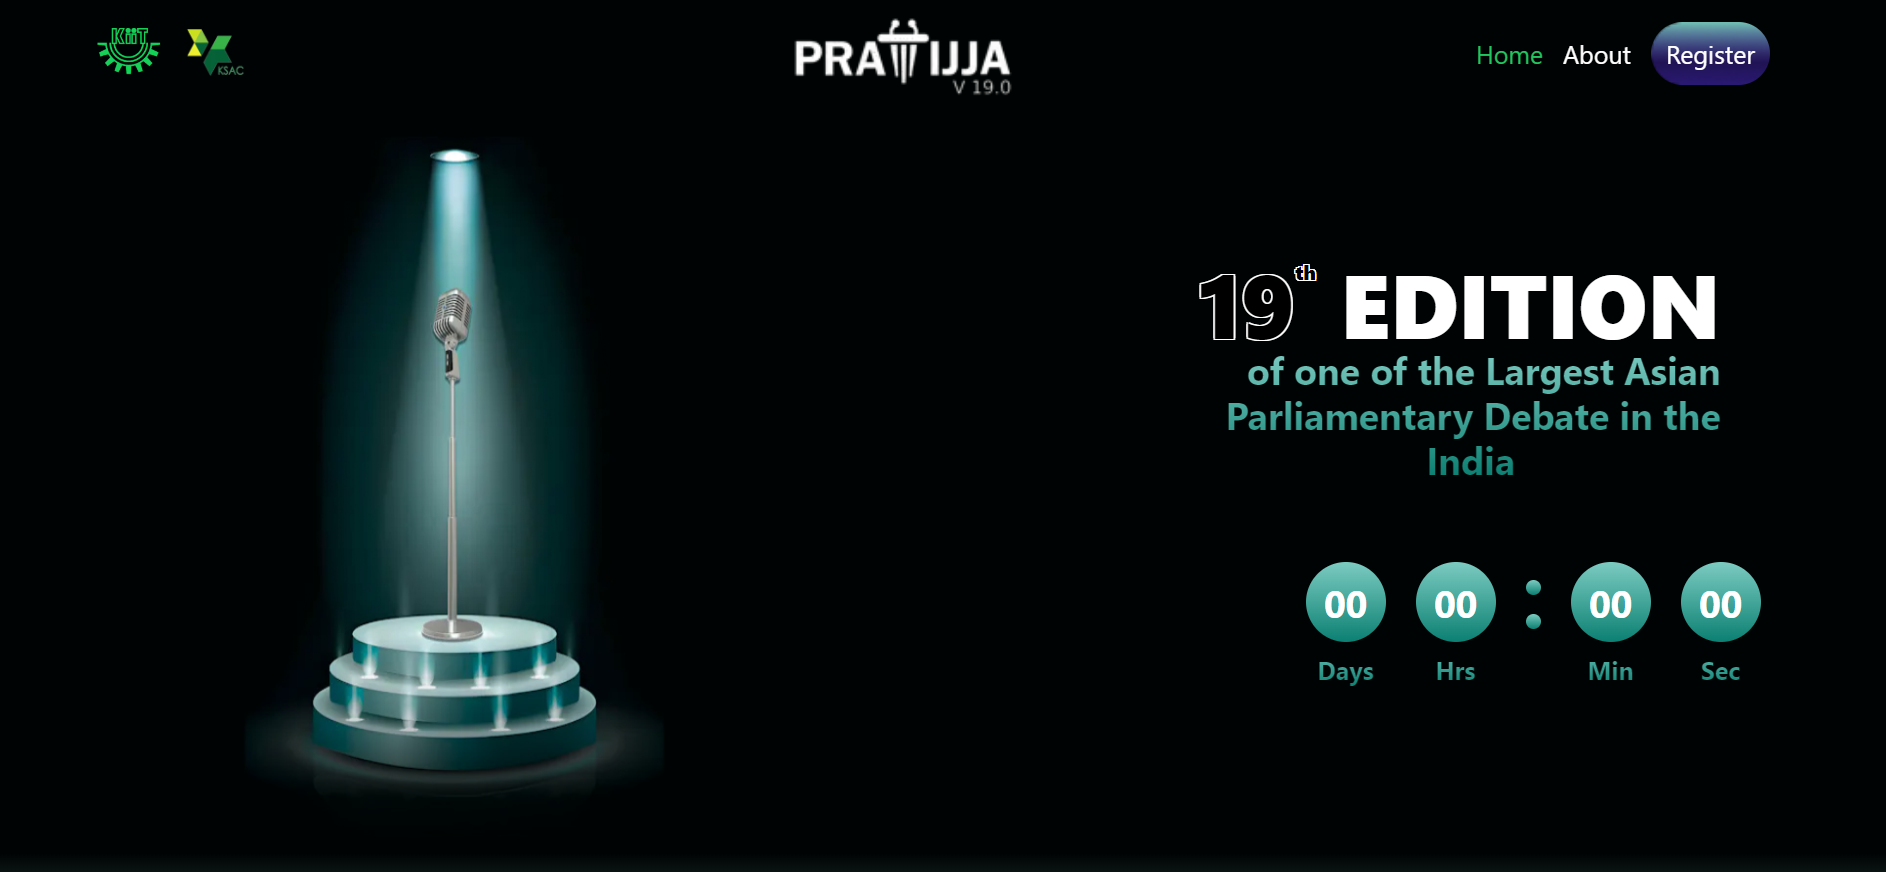 KiiT
KSAC
PRATIJJA
V 19.0
Home
About
Register
19th EDITION
of one of the Largest Asian
Parliamentary Debate in the
India
00 00 : 00 00
Days Hrs Min Sec